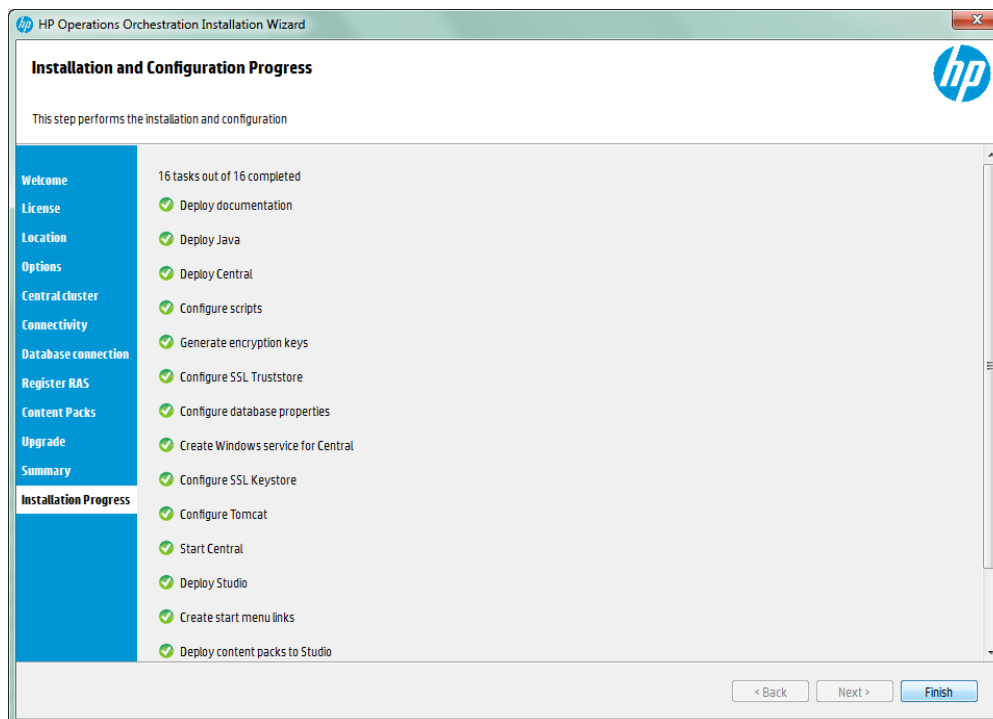 HP Operations Orchestration Installation Wizard
Installation and Configuration Progress
hp
This step performs the installation and configuration
Welcome
License
Location
Options
Central cluster
Connectivity
Database connection
Register RAS
Content Packs
Upgrade
Summary
Installation Progress
16 tasks out of 16 completed
Deploy documentation
Deploy Java
Deploy Central
Configure scripts
Generate encryption keys
Configure SSL Truststore
Configure database properties
Create Windows service for Central
Configure SSL Keystore
Configure Tomcat
Start Central
Deploy Studio
Create start menu links
Deploy content packs to Studio
< Back Next > Finish